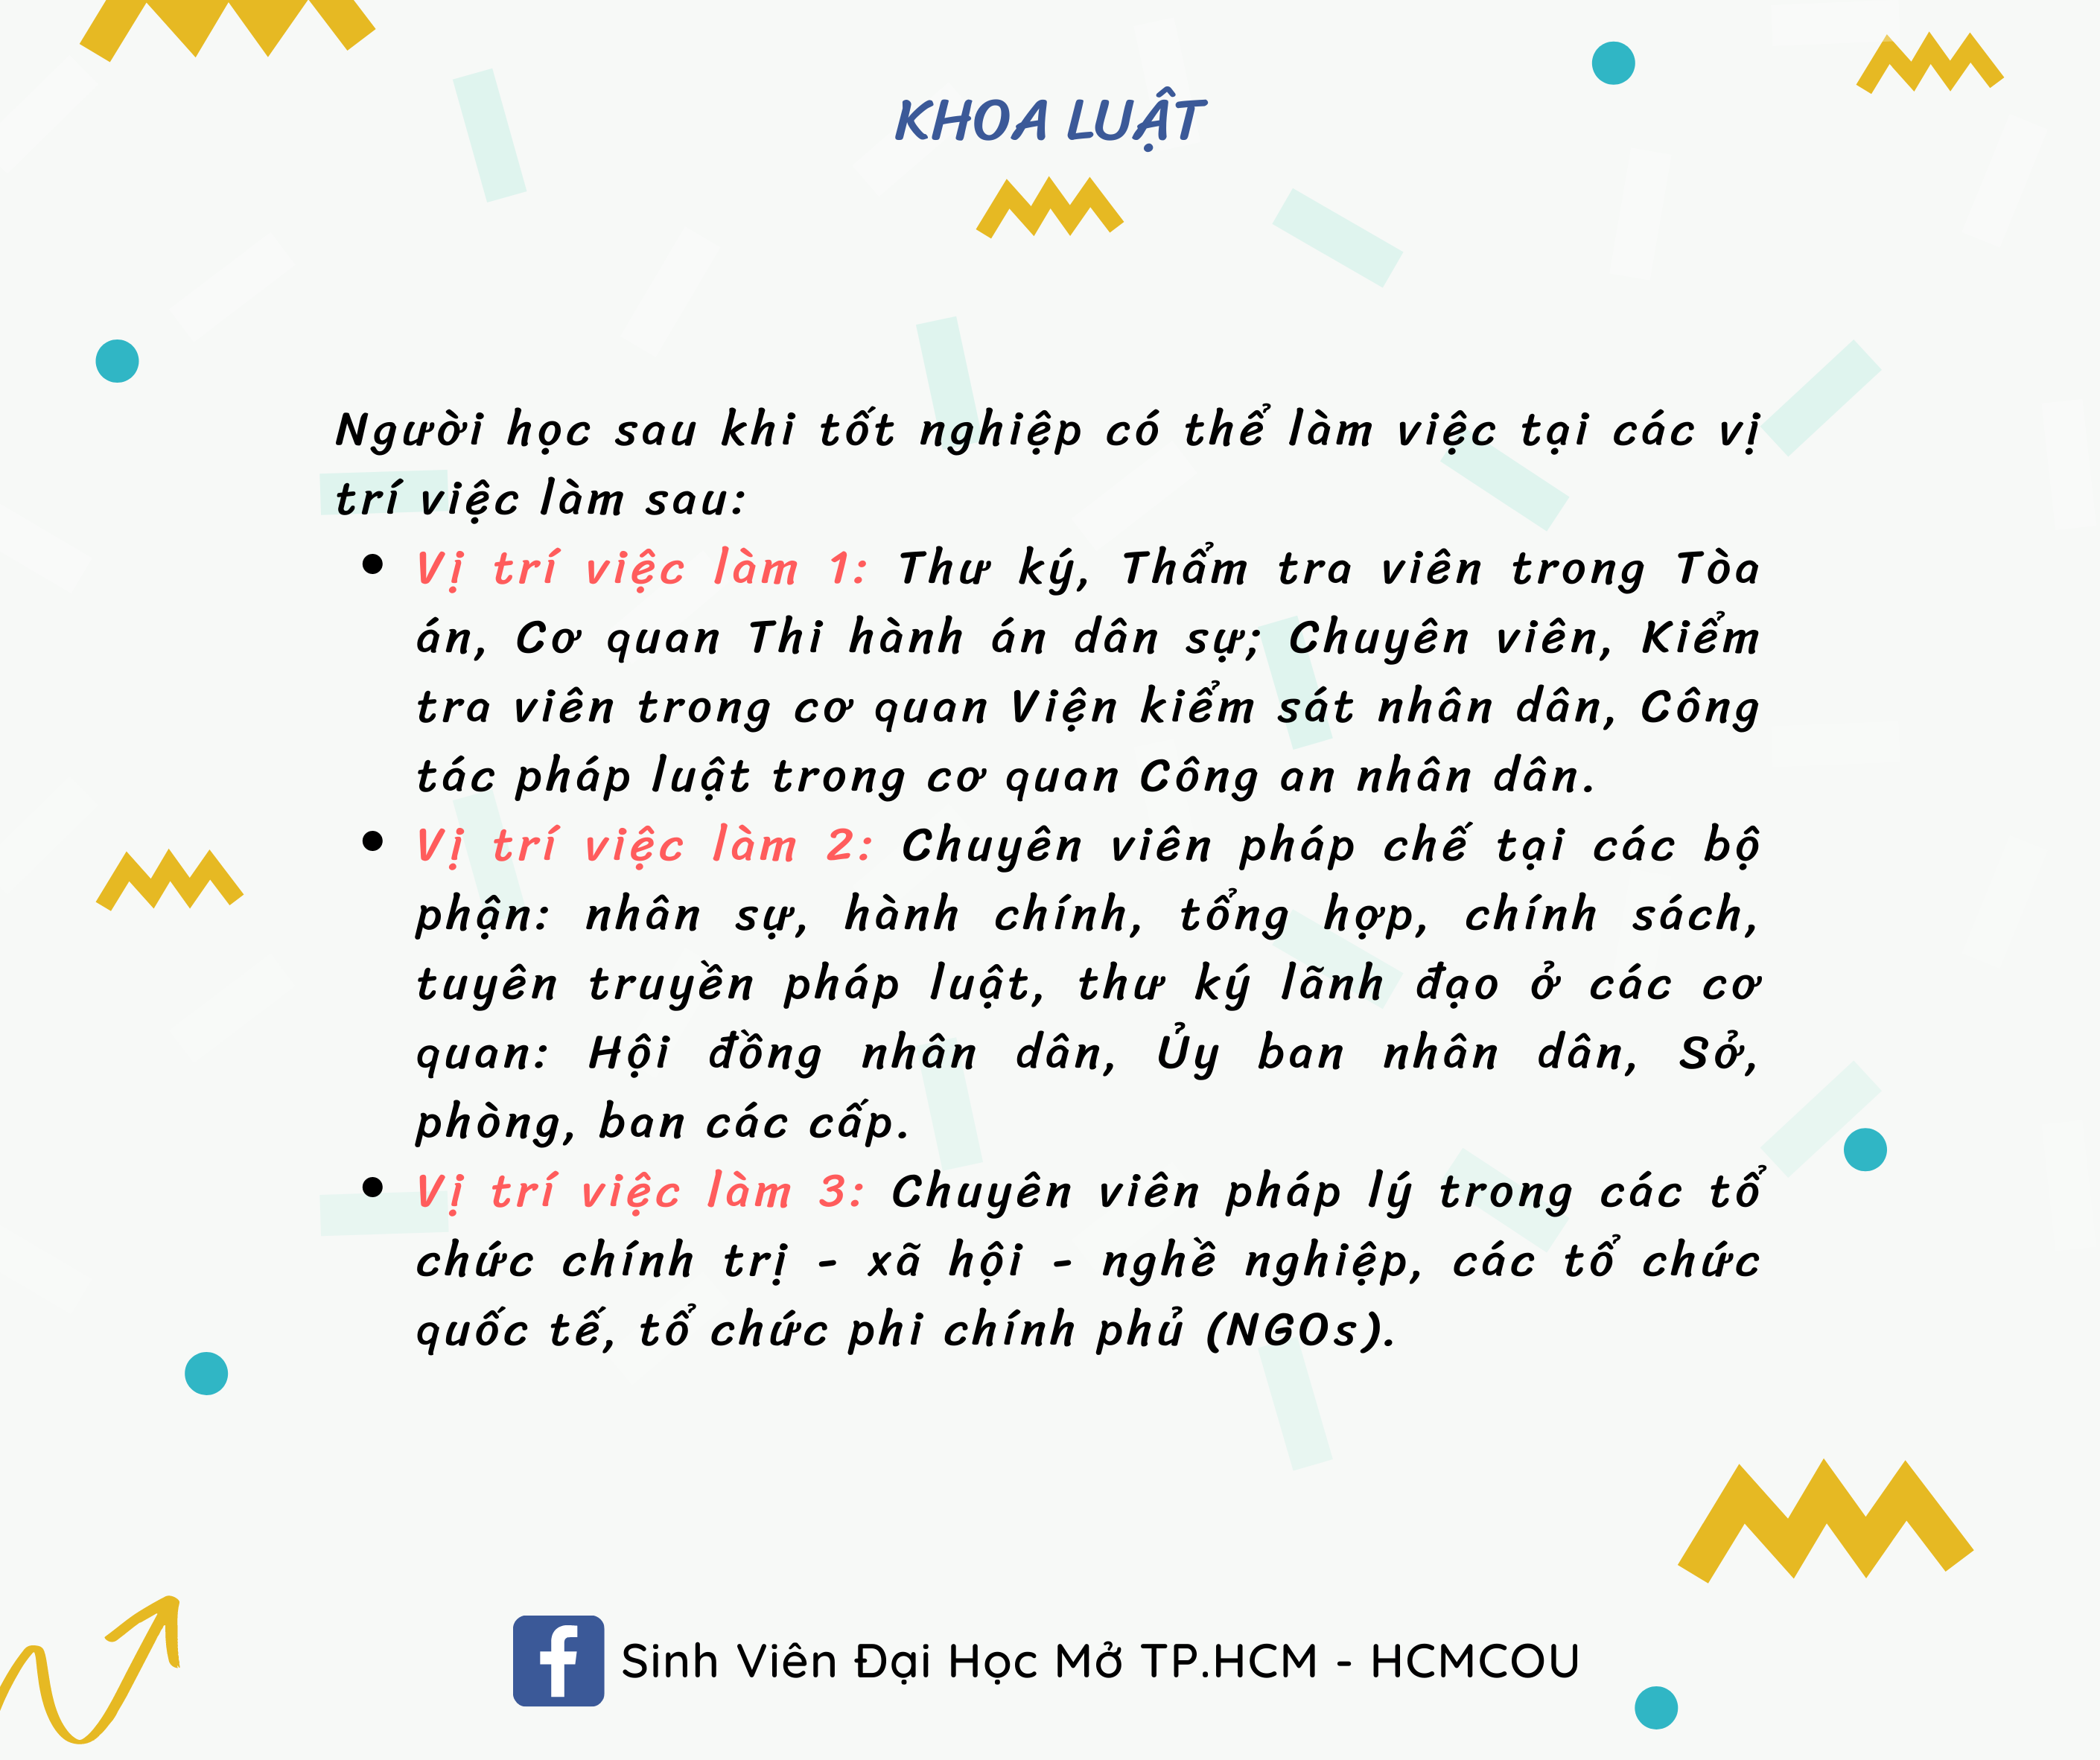 KHOA LUẬT
Người học sau khi tốt nghiệp có thể làm việc tại các vị
trí việc làm sau:
• Vị trí việc làm 1: Thư ký, Thẩm tra viên trong Tòa
án, Cơ quan Thi hành án dân sự; Chuyên viên, Kiểm
tra viên trong cơ quan Viện kiểm sát nhân dân, Công
tác pháp luật trong cơ quan Công an nhân dân.
• Vị trí việc làm 2: Chuyên viên pháp chế tại các bộ
phận: nhân sự, hành chính, tổng hợp, chính sách,
tuyên truyền pháp luật, thư ký lãnh đạo ở các cơ
quan: Hội đồng nhân dân, Ủy ban nhân dân, Sở,
phòng, ban các cấp.
• Vị trí việc làm 3: Chuyên viên pháp lý trong các tổ
chức chính trị - xã hội - nghề nghiệp, các tổ chức
quốc tế, tổ chức phi chính phủ (NGOs).
Sinh Viên Đại Học Mở TP.HCM - HCMCOU